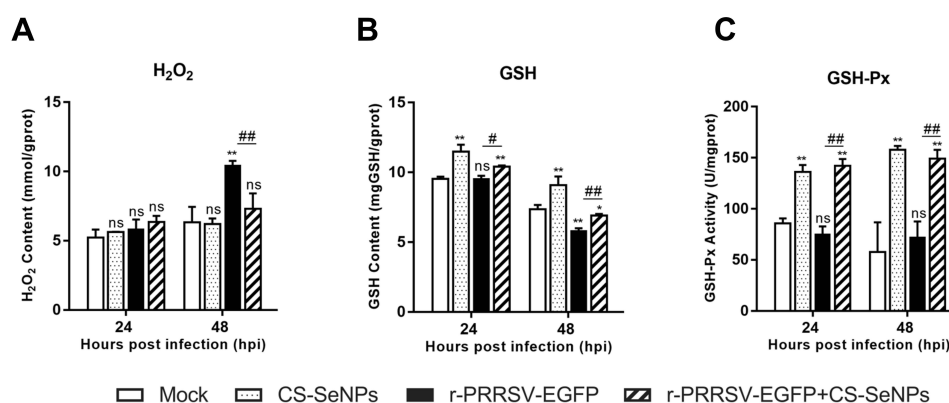 A
B
C
H₂O₂
GSH
GSH-Px
H₂O₂ Content (mmol/gprot)
15
10
5
0
ns
ns
ns
ns
**
##
ns
24
48
Hours post infection (hpi)
GSH Content (mgGSH/gprot)
15
10
5
0
**
ns
#
**
**
**
##
*
24
48
Hours post infection (hpi)
GSH-Px Activity (U/mgprot)
200
150
100
50
0
**
ns
##
**
**
ns
##
**
24
48
Hours post infection (hpi)
Mock
CS-SeNPs
r-PRRSV-EGFP
r-PRRSV-EGFP+CS-SeNPs